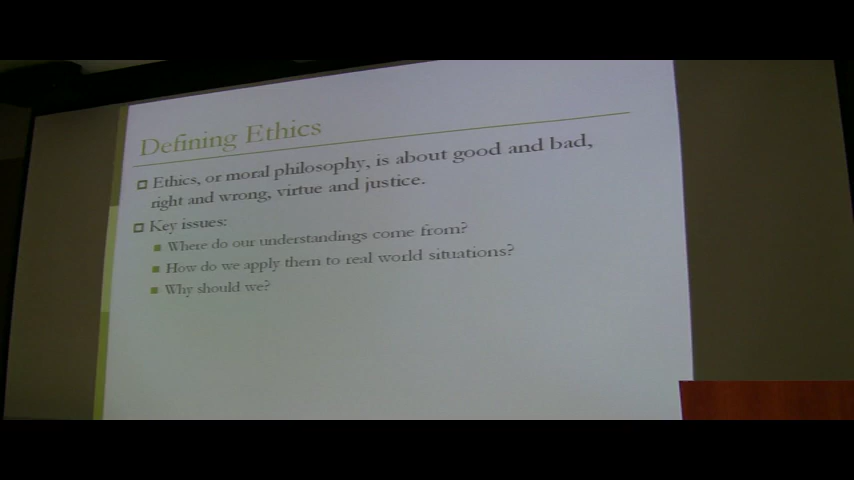 Defining Ethics
Ethics, or moral philosophy, is about good and bad,
right and wrong, virtue and justice.
Key issues:
Where do our understandings come from?
How do we apply them to real world situations?
Why should we?